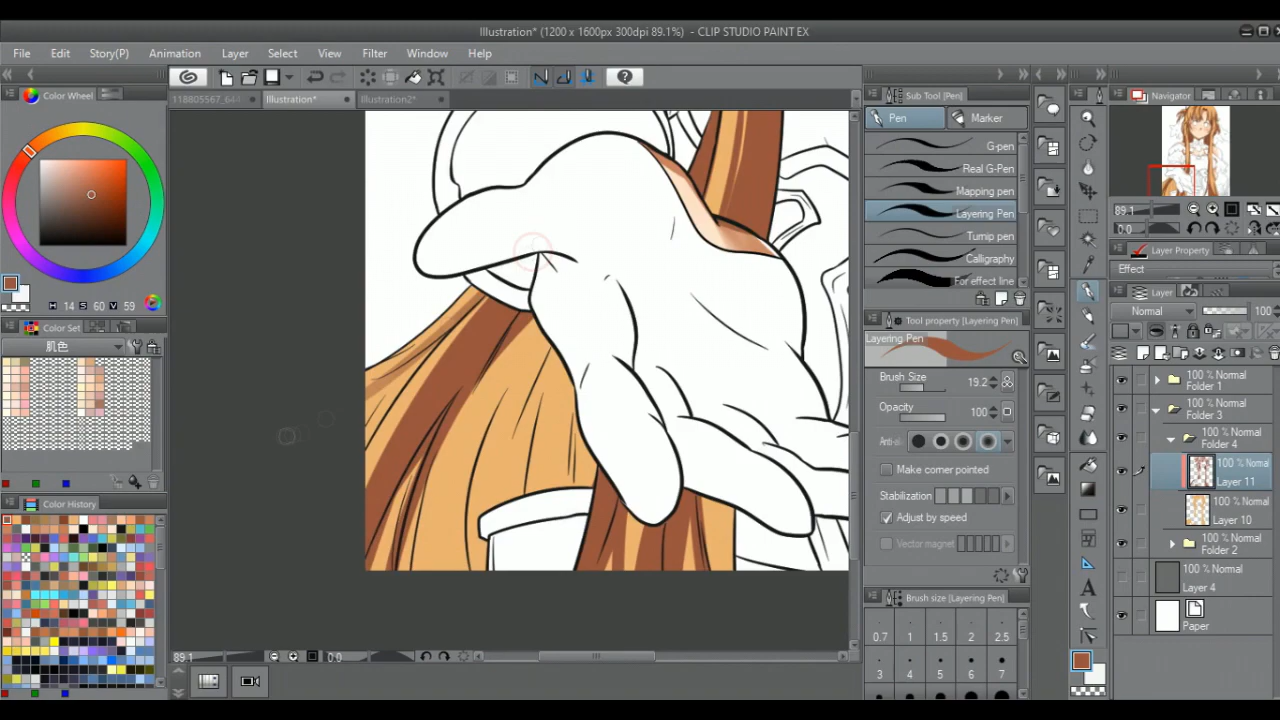 Illustration* (1200 x 1600px 300dpi 89.1%) - CLIP STUDIO PAINT EX
File Edit Story(P) Animation Layer Select View Filter Window Help
Color Wheel
Illustration*
Illustration2*
H 14 S 60 V 59
Color Set
肌色
Color History
89.1
0.0
Sub Tool [Pen]
Pen
Marker
G-pen
Real G-Pen
Mapping pen
Layering Pen
Turnip pen
Calligraphy
For effect line
Tool property [Layering Pen]
Layering Pen
Brush Size 19.2
Opacity 100
Anti-al
Make corner pointed
Stabilization
Adjust by speed
Vector magnet
Brush size [Layering Pen]
0.7 1 1.5 2 2.5
3 4 5 6 7
Navigator
89.1
0.0
Layer Property
Effect
Layer
Normal 100
100 % Normal
Folder 1
100 % Normal
Folder 3
100 % Normal
Folder 4
100 % Normal
Layer 11
100 % Normal
Layer 10
100 % Normal
Folder 2
100 % Normal
Layer 4
Paper